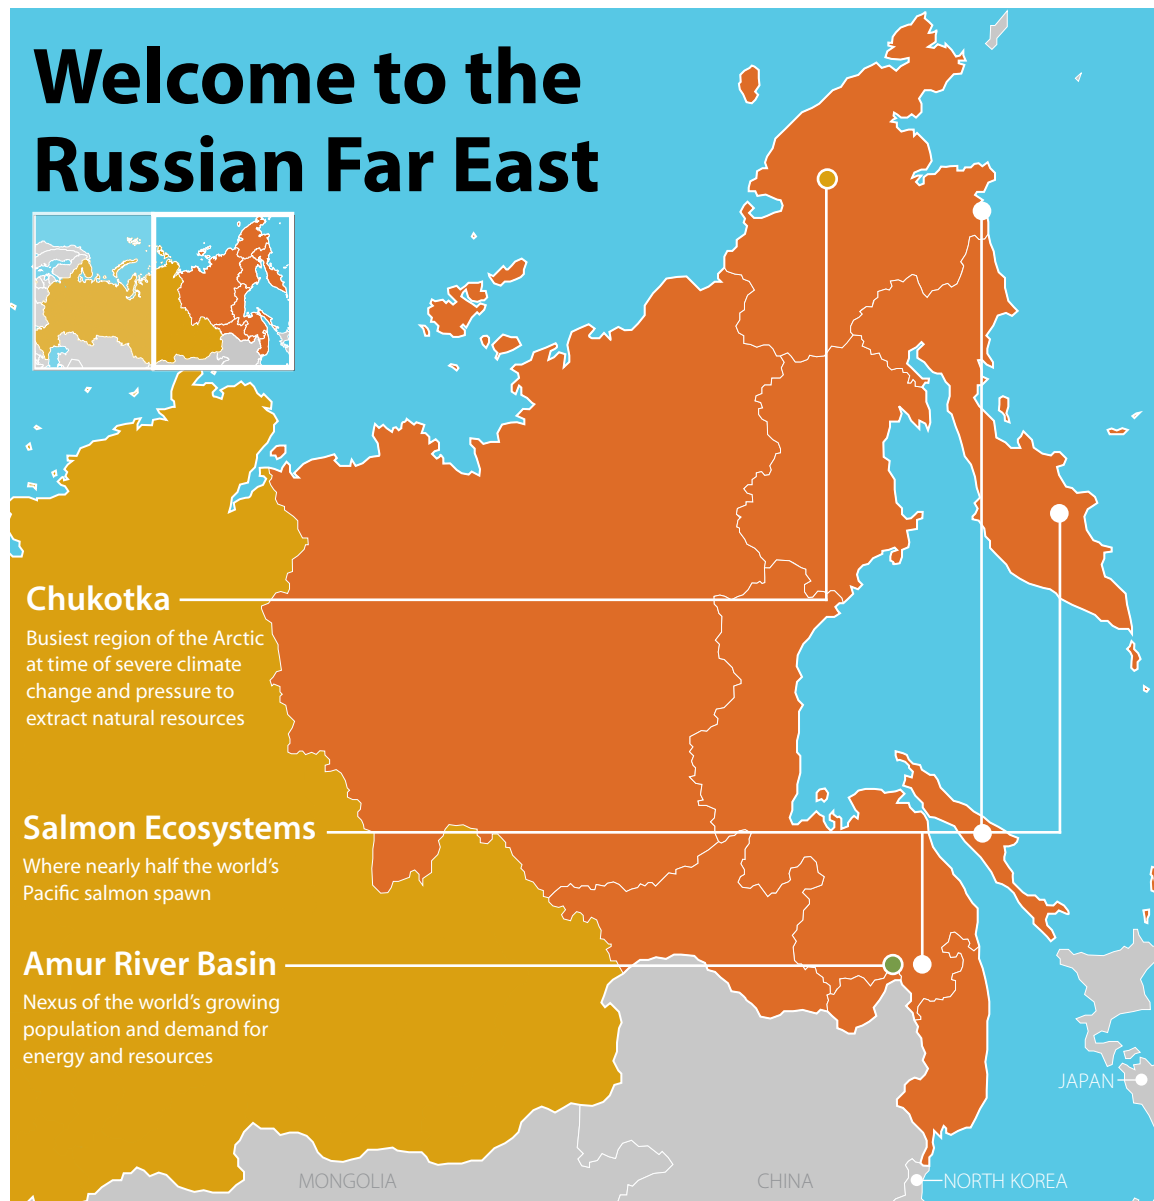 Welcome to the
Russian Far East
Chukotka
Busiest region of the Arctic
at time of severe climate
change and pressure to
extract natural resources
Salmon Ecosystems
Where nearly half the world’s
Pacific salmon spawn
Amur River Basin
Nexus of the world’s growing
population and demand for
energy and resources
JAPAN
MONGOLIA
CHINA
NORTH KOREA